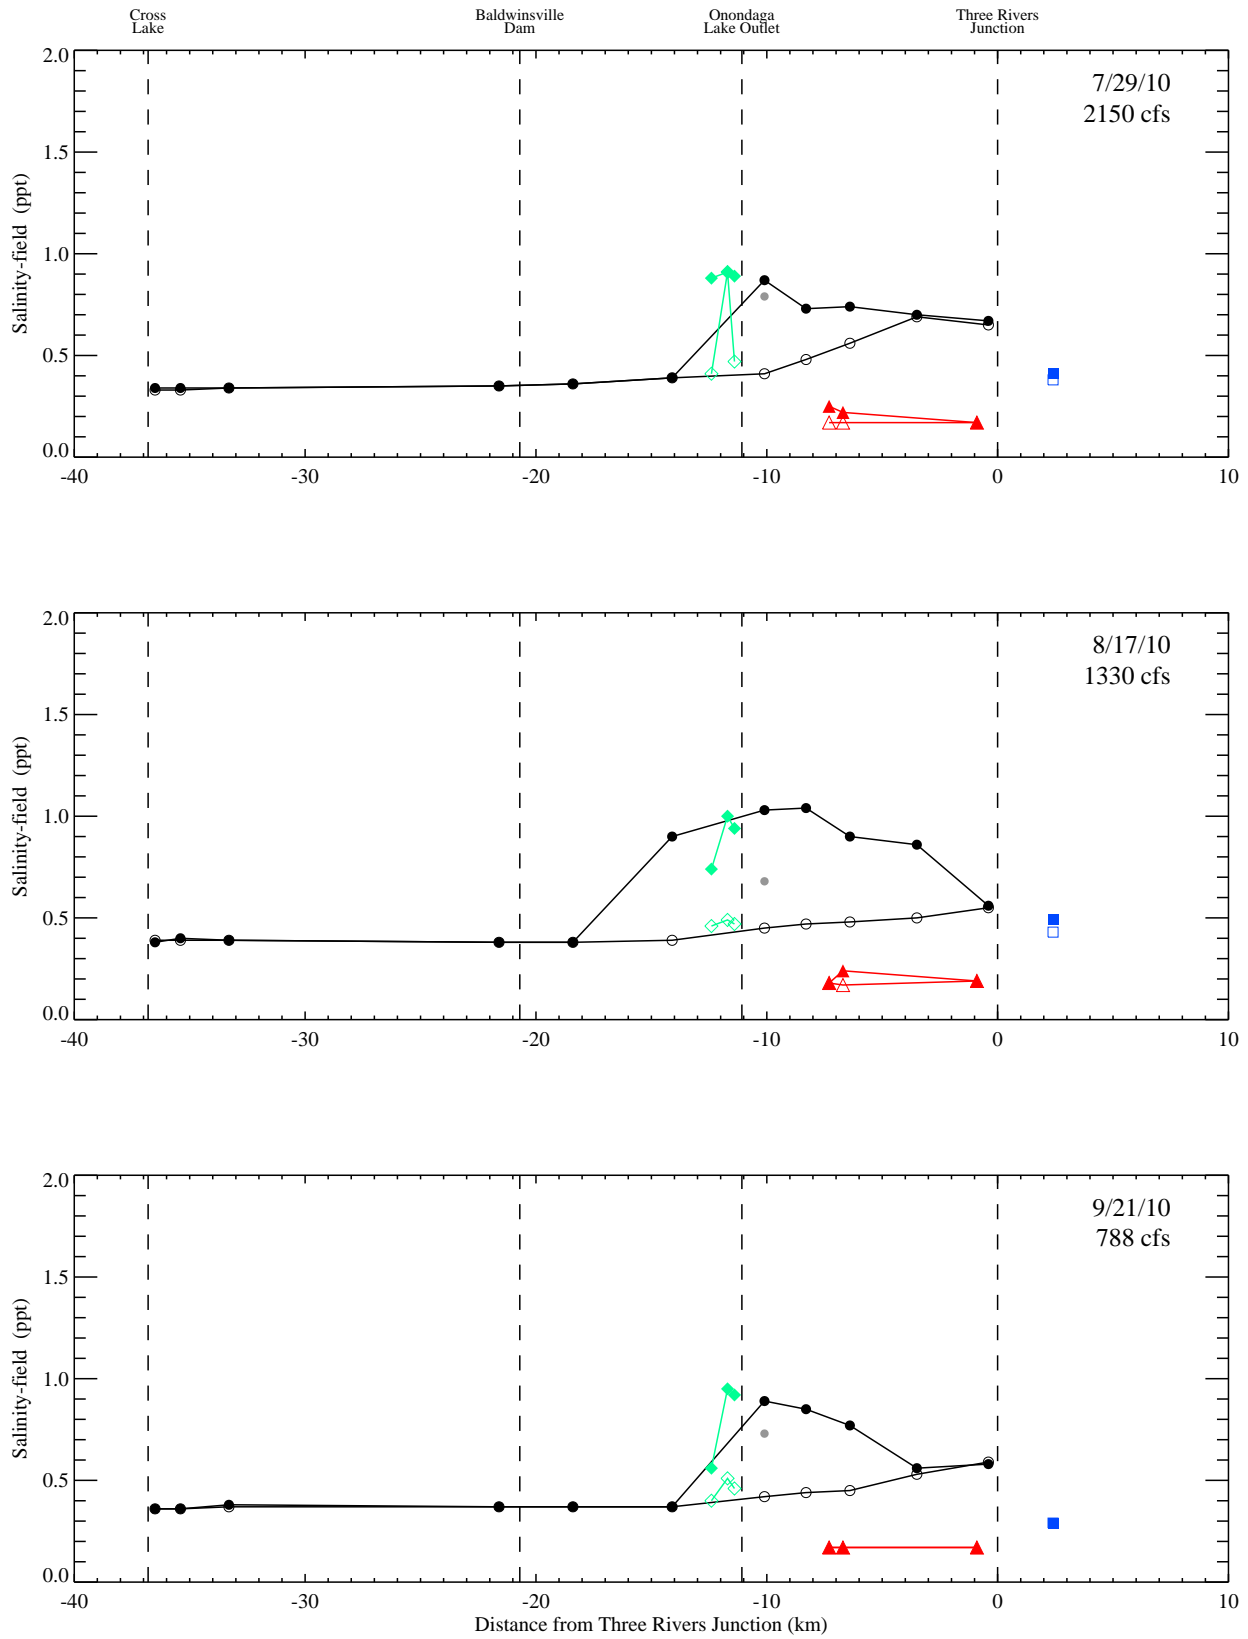 Cross
Lake
Baldwinsville
Dam
Onondaga
Lake Outlet
Three Rivers
Junction
7/29/10
2150 cfs
Salinity-field (ppt)
2.0
1.5
1.0
0.5
0.0
-40 -30 -20 -10 0 10
8/17/10
1330 cfs
Salinity-field (ppt)
2.0
1.5
1.0
0.5
0.0
-40 -30 -20 -10 0 10
9/21/10
788 cfs
Salinity-field (ppt)
2.0
1.5
1.0
0.5
0.0
-40 -30 -20 -10 0 10
Distance from Three Rivers Junction (km)